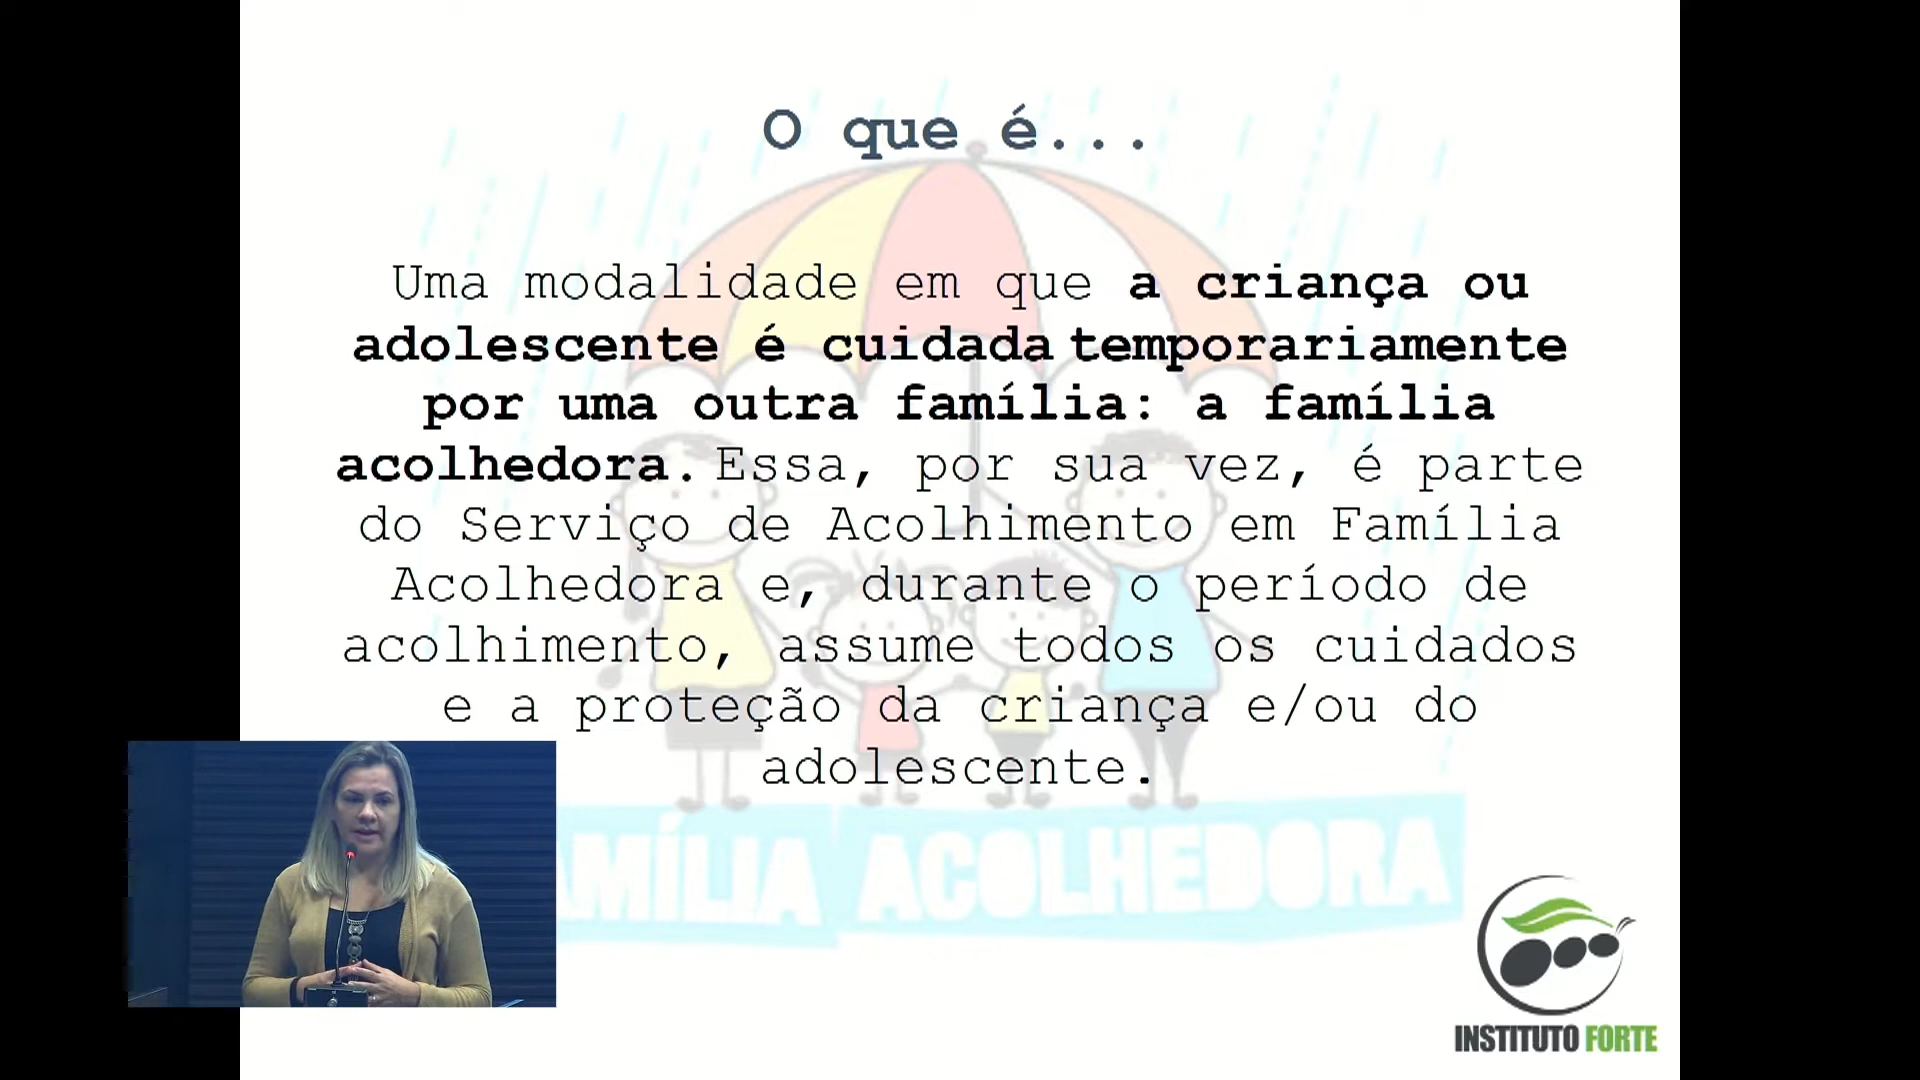 O que é...
Uma modalidade em que a criança ou
adolescente é cuidada temporariamente
por uma outra família: a família
acolhedora. Essa, por sua vez, é parte
do Serviço de Acolhimento em Família
Acolhedora e, durante o período de
acolhimento, assume todos os cuidados
e a proteção da criança e/ou do
adolescente.
AMÍLIA ACOLHEDORA
INSTITUTO FORTE